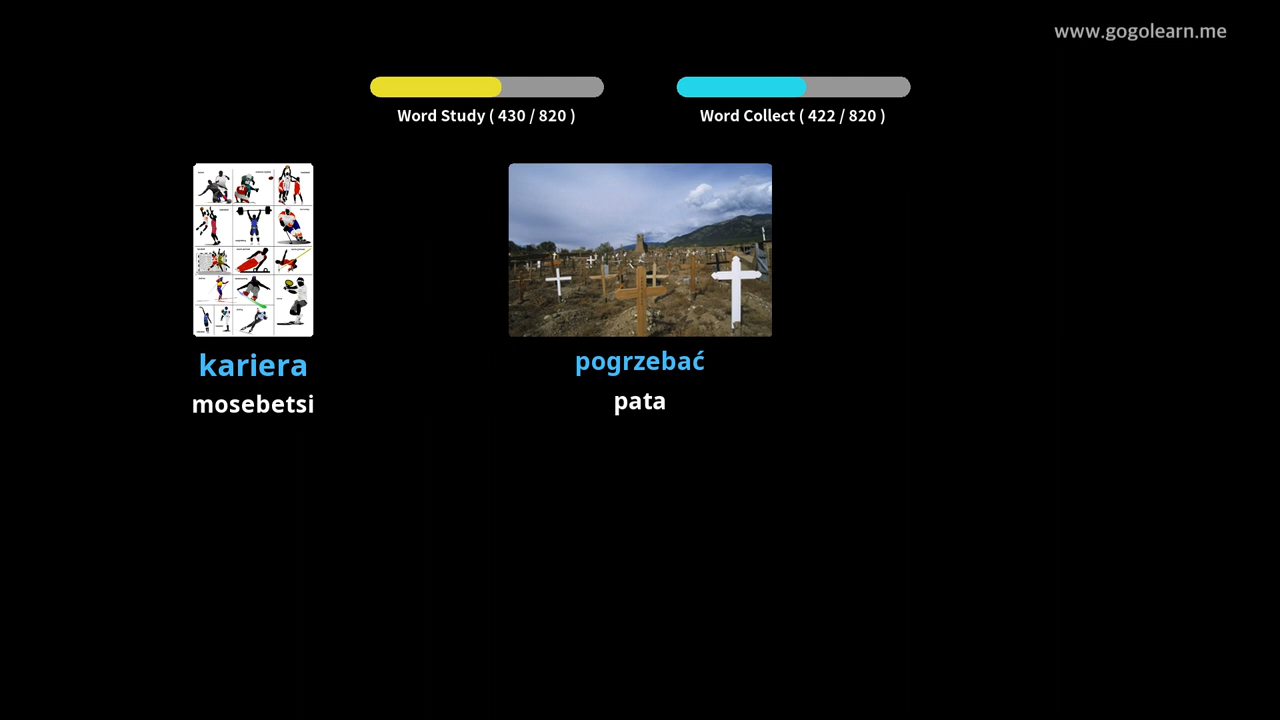 www.gogolearn.me
Word Study ( 430 / 820 )
Word Collect ( 422 / 820 )
kariera
mosebetsi
pogrzebać
pata